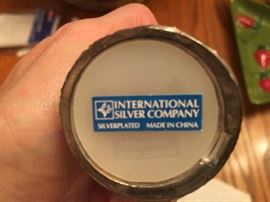 INTERNATIONAL
SILVER COMPANY
SILVERPLATED MADE IN CHINA